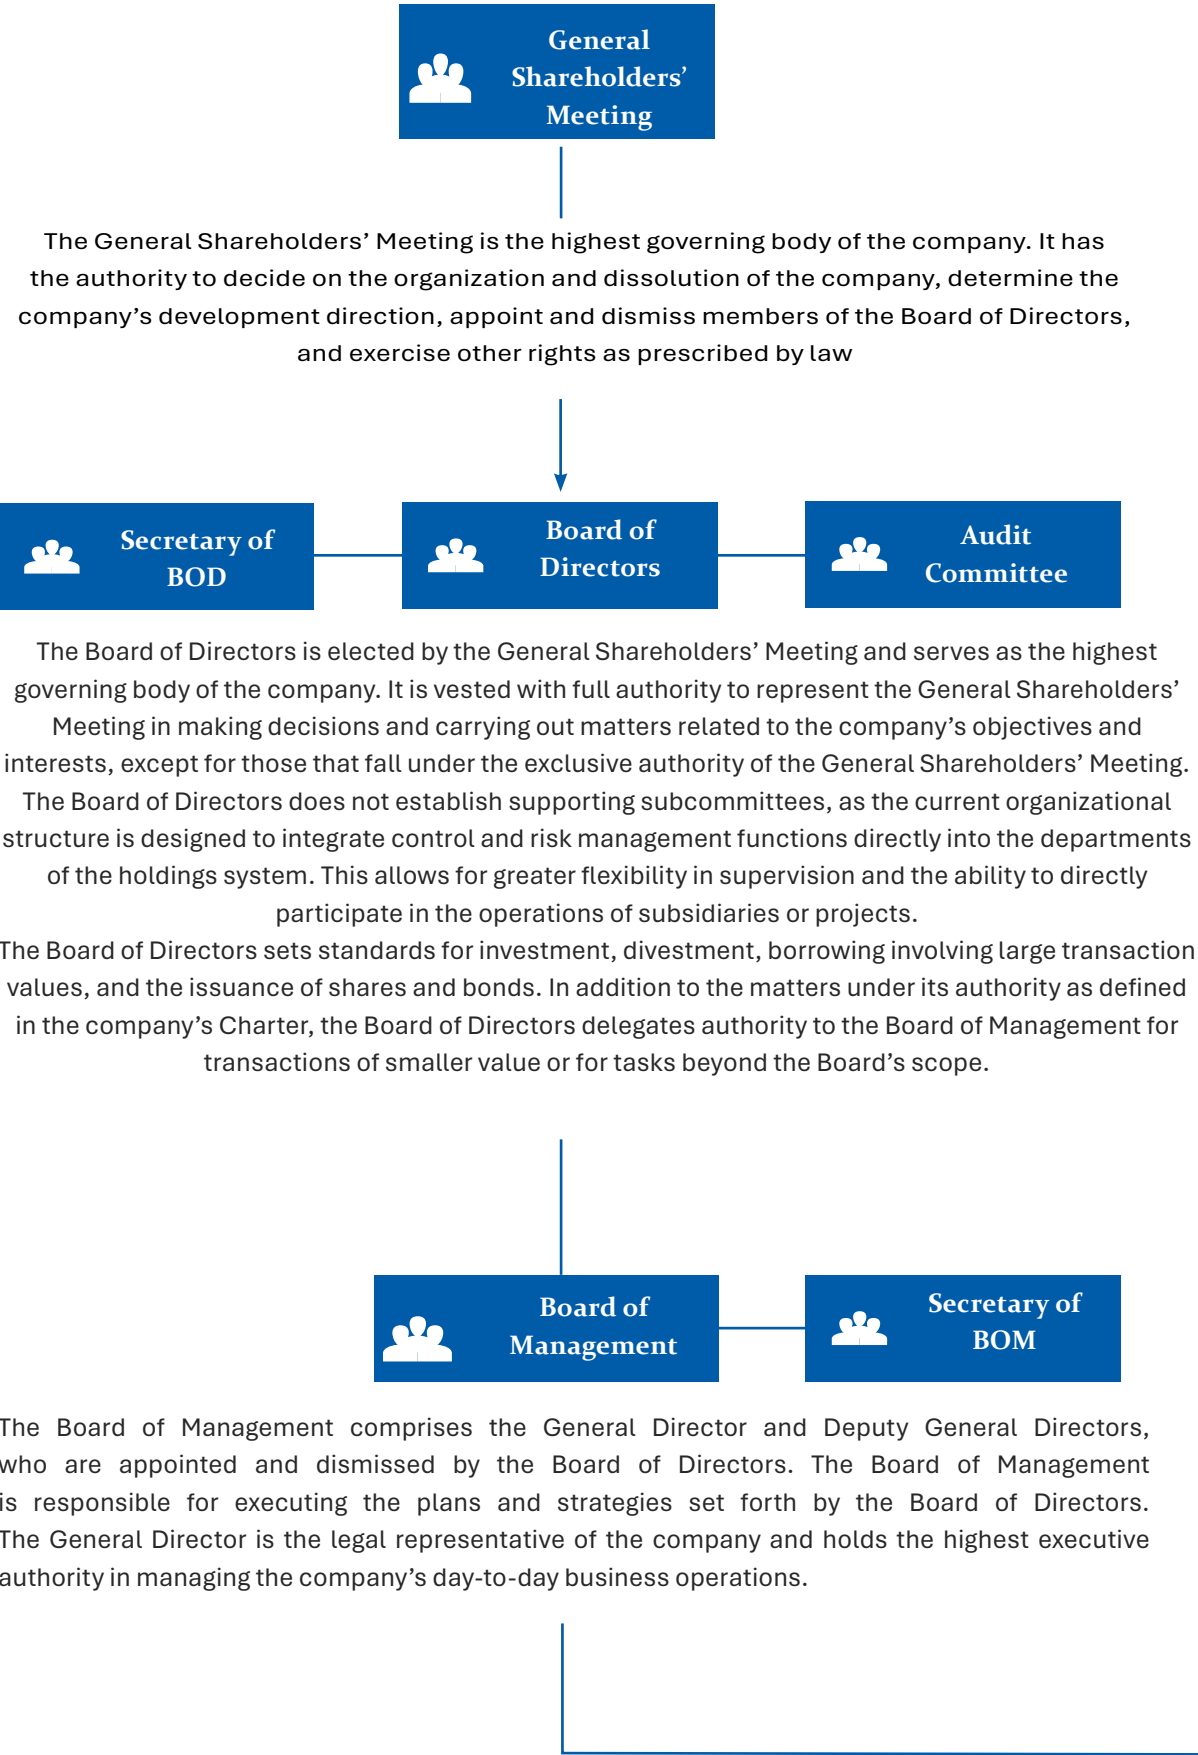 General
Shareholders’
Meeting
The General Shareholders’ Meeting is the highest governing body of the company. It has
the authority to decide on the organization and dissolution of the company, determine the
company’s development direction, appoint and dismiss members of the Board of Directors,
and exercise other rights as prescribed by law
Secretary of
BOD
Board of
Directors
Audit
Committee
The Board of Directors is elected by the General Shareholders’ Meeting and serves as the highest
governing body of the company. It is vested with full authority to represent the General Shareholders’
Meeting in making decisions and carrying out matters related to the company’s objectives and
interests, except for those that fall under the exclusive authority of the General Shareholders’ Meeting.
The Board of Directors does not establish supporting subcommittees, as the current organizational
structure is designed to integrate control and risk management functions directly into the departments
of the holdings system. This allows for greater flexibility in supervision and the ability to directly
participate in the operations of subsidiaries or projects.
The Board of Directors sets standards for investment, divestment, borrowing involving large transaction
values, and the issuance of shares and bonds. In addition to the matters under its authority as defined
in the company’s Charter, the Board of Directors delegates authority to the Board of Management for
transactions of smaller value or for tasks beyond the Board’s scope.
Board of
Management
Secretary of
BOM
The Board of Management comprises the General Director and Deputy General Directors,
who are appointed and dismissed by the Board of Directors. The Board of Management
is responsible for executing the plans and strategies set forth by the Board of Directors.
The General Director is the legal representative of the company and holds the highest executive
authority in managing the company’s day-to-day business operations.